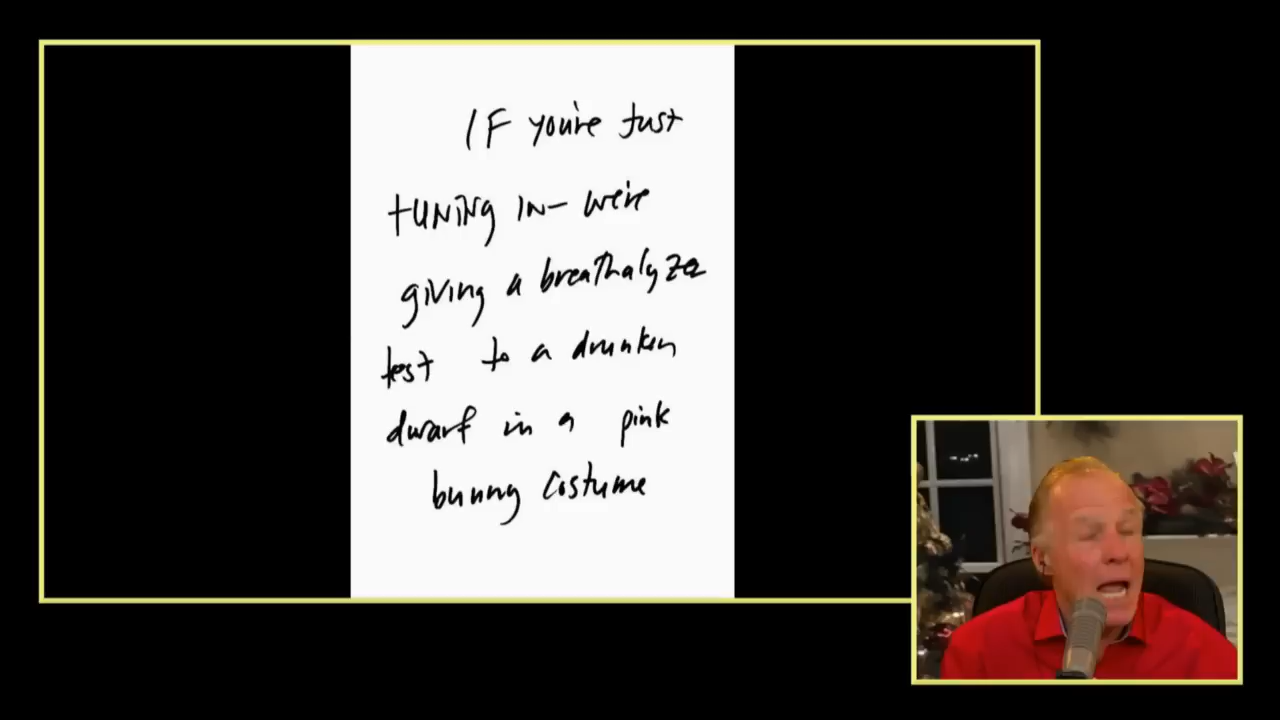 IF you're Just
tuNiNg iN- we're
giving a breathalyzer
test to a drunken
dwarf in a pink
bunny costume